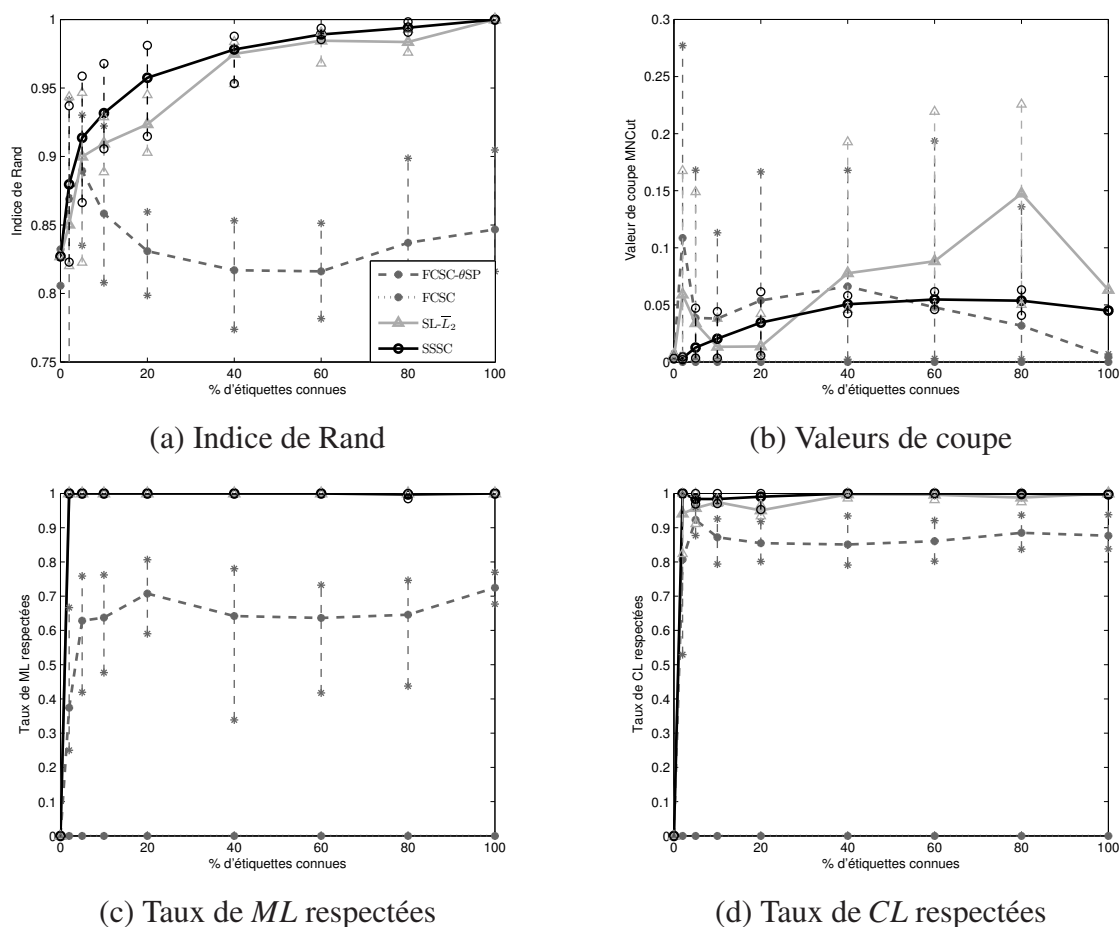 1
0.95
0.9
0.85
0.8
0.75
Indice de Rand
0 20 40 60 80 100
% d'étiquettes connues
FCSC-θSP
FCSC
SL-L̅₂
SSSC
(a) Indice de Rand
0.3
0.25
0.2
0.15
0.1
0.05
0
Valeur de coupe MNCut
0 20 40 60 80 100
% d'étiquettes connues
(b) Valeurs de coupe
1
0.9
0.8
0.7
0.6
0.5
0.4
0.3
0.2
0.1
0
Taux de ML respectées
0 20 40 60 80 100
% d'étiquettes connues
(c) Taux de ML respectées
1
0.9
0.8
0.7
0.6
0.5
0.4
0.3
0.2
0.1
0
Taux de CL respectées
0 20 40 60 80 100
% d'étiquettes connues
(d) Taux de CL respectées